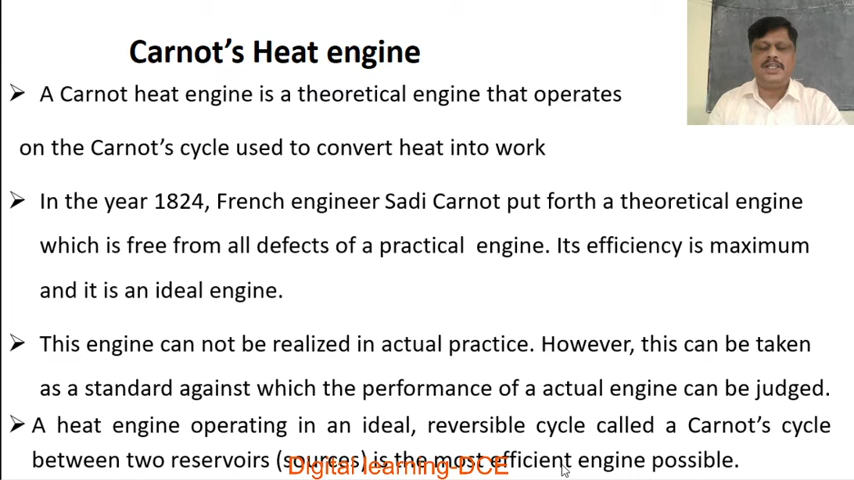 Carnot’s Heat engine
➢ A Carnot heat engine is a theoretical engine that operates
on the Carnot’s cycle used to convert heat into work
➢ In the year 1824, French engineer Sadi Carnot put forth a theoretical engine
which is free from all defects of a practical engine. Its efficiency is maximum
and it is an ideal engine.
➢ This engine can not be realized in actual practice. However, this can be taken
as a standard against which the performance of a actual engine can be judged.
➢ A heat engine operating in an ideal, reversible cycle called a Carnot’s cycle
between two reservoirs (sources) is the most efficient engine possible.
Digital learning-DCE